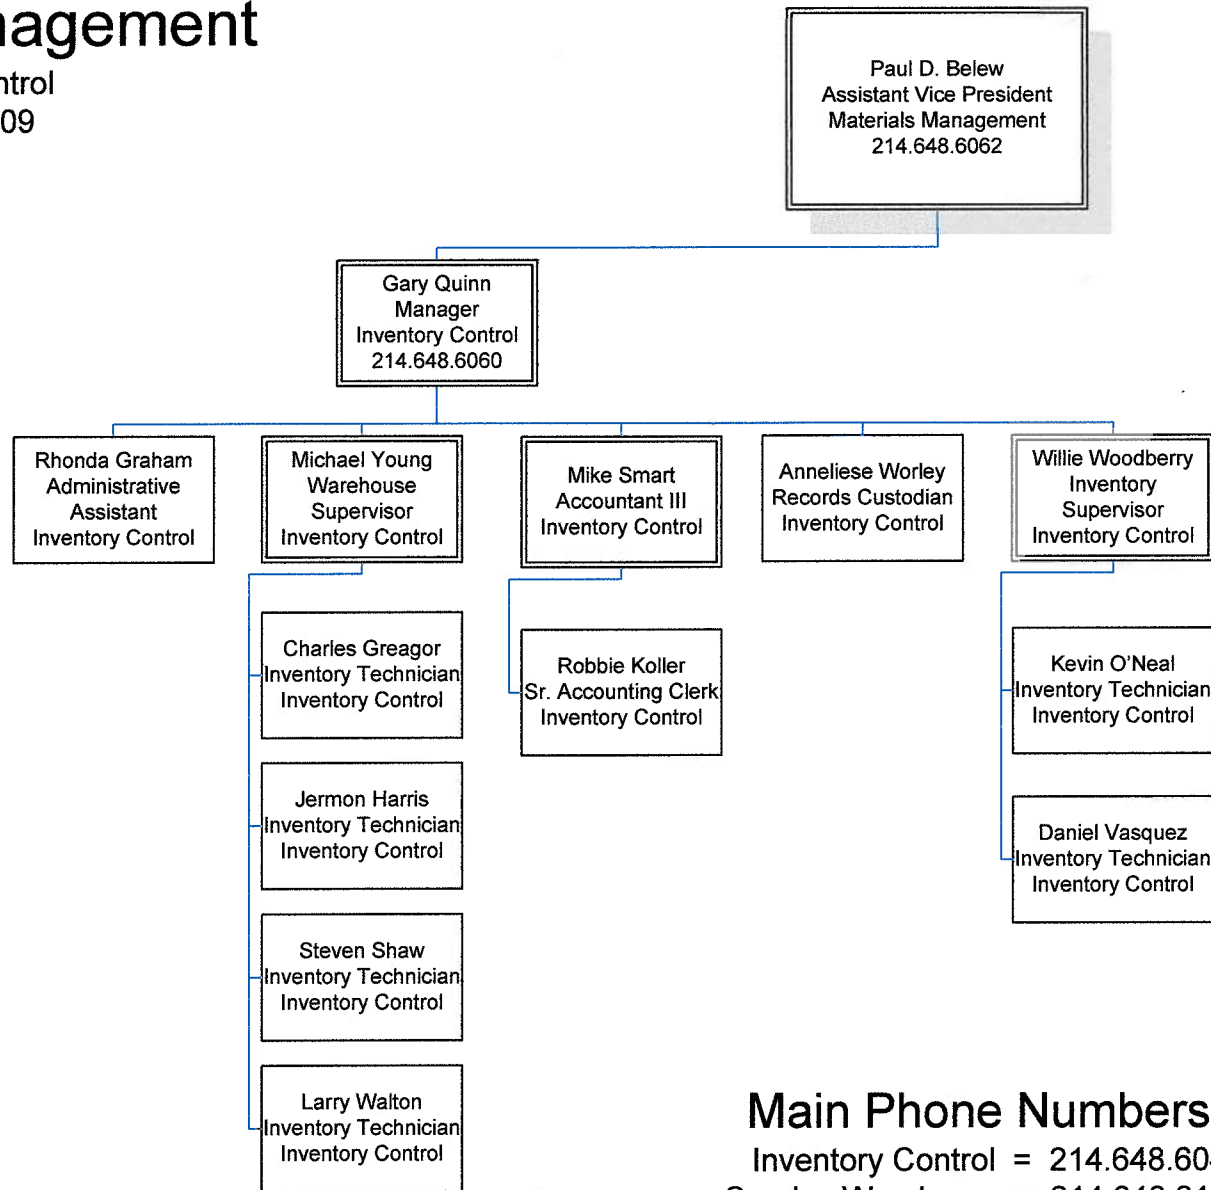 nagement
ntrol
09
Paul D. Belew
Assistant Vice President
Materials Management
214.648.6062
Gary Quinn
Manager
Inventory Control
214.648.6060
Rhonda Graham
Administrative
Assistant
Inventory Control
Michael Young
Warehouse
Supervisor
Inventory Control
Mike Smart
Accountant III
Inventory Control
Anneliese Worley
Records Custodian
Inventory Control
Willie Woodberry
Inventory
Supervisor
Inventory Control
Charles Greagor
Inventory Technician
Inventory Control
Jermon Harris
Inventory Technician
Inventory Control
Steven Shaw
Inventory Technician
Inventory Control
Larry Walton
Inventory Technician
Inventory Control
Robbie Koller
Sr. Accounting Clerk
Inventory Control
Kevin O'Neal
Inventory Technician
Inventory Control
Daniel Vasquez
Inventory Technician
Inventory Control
Main Phone Numbers
Inventory Control = 214.648.60